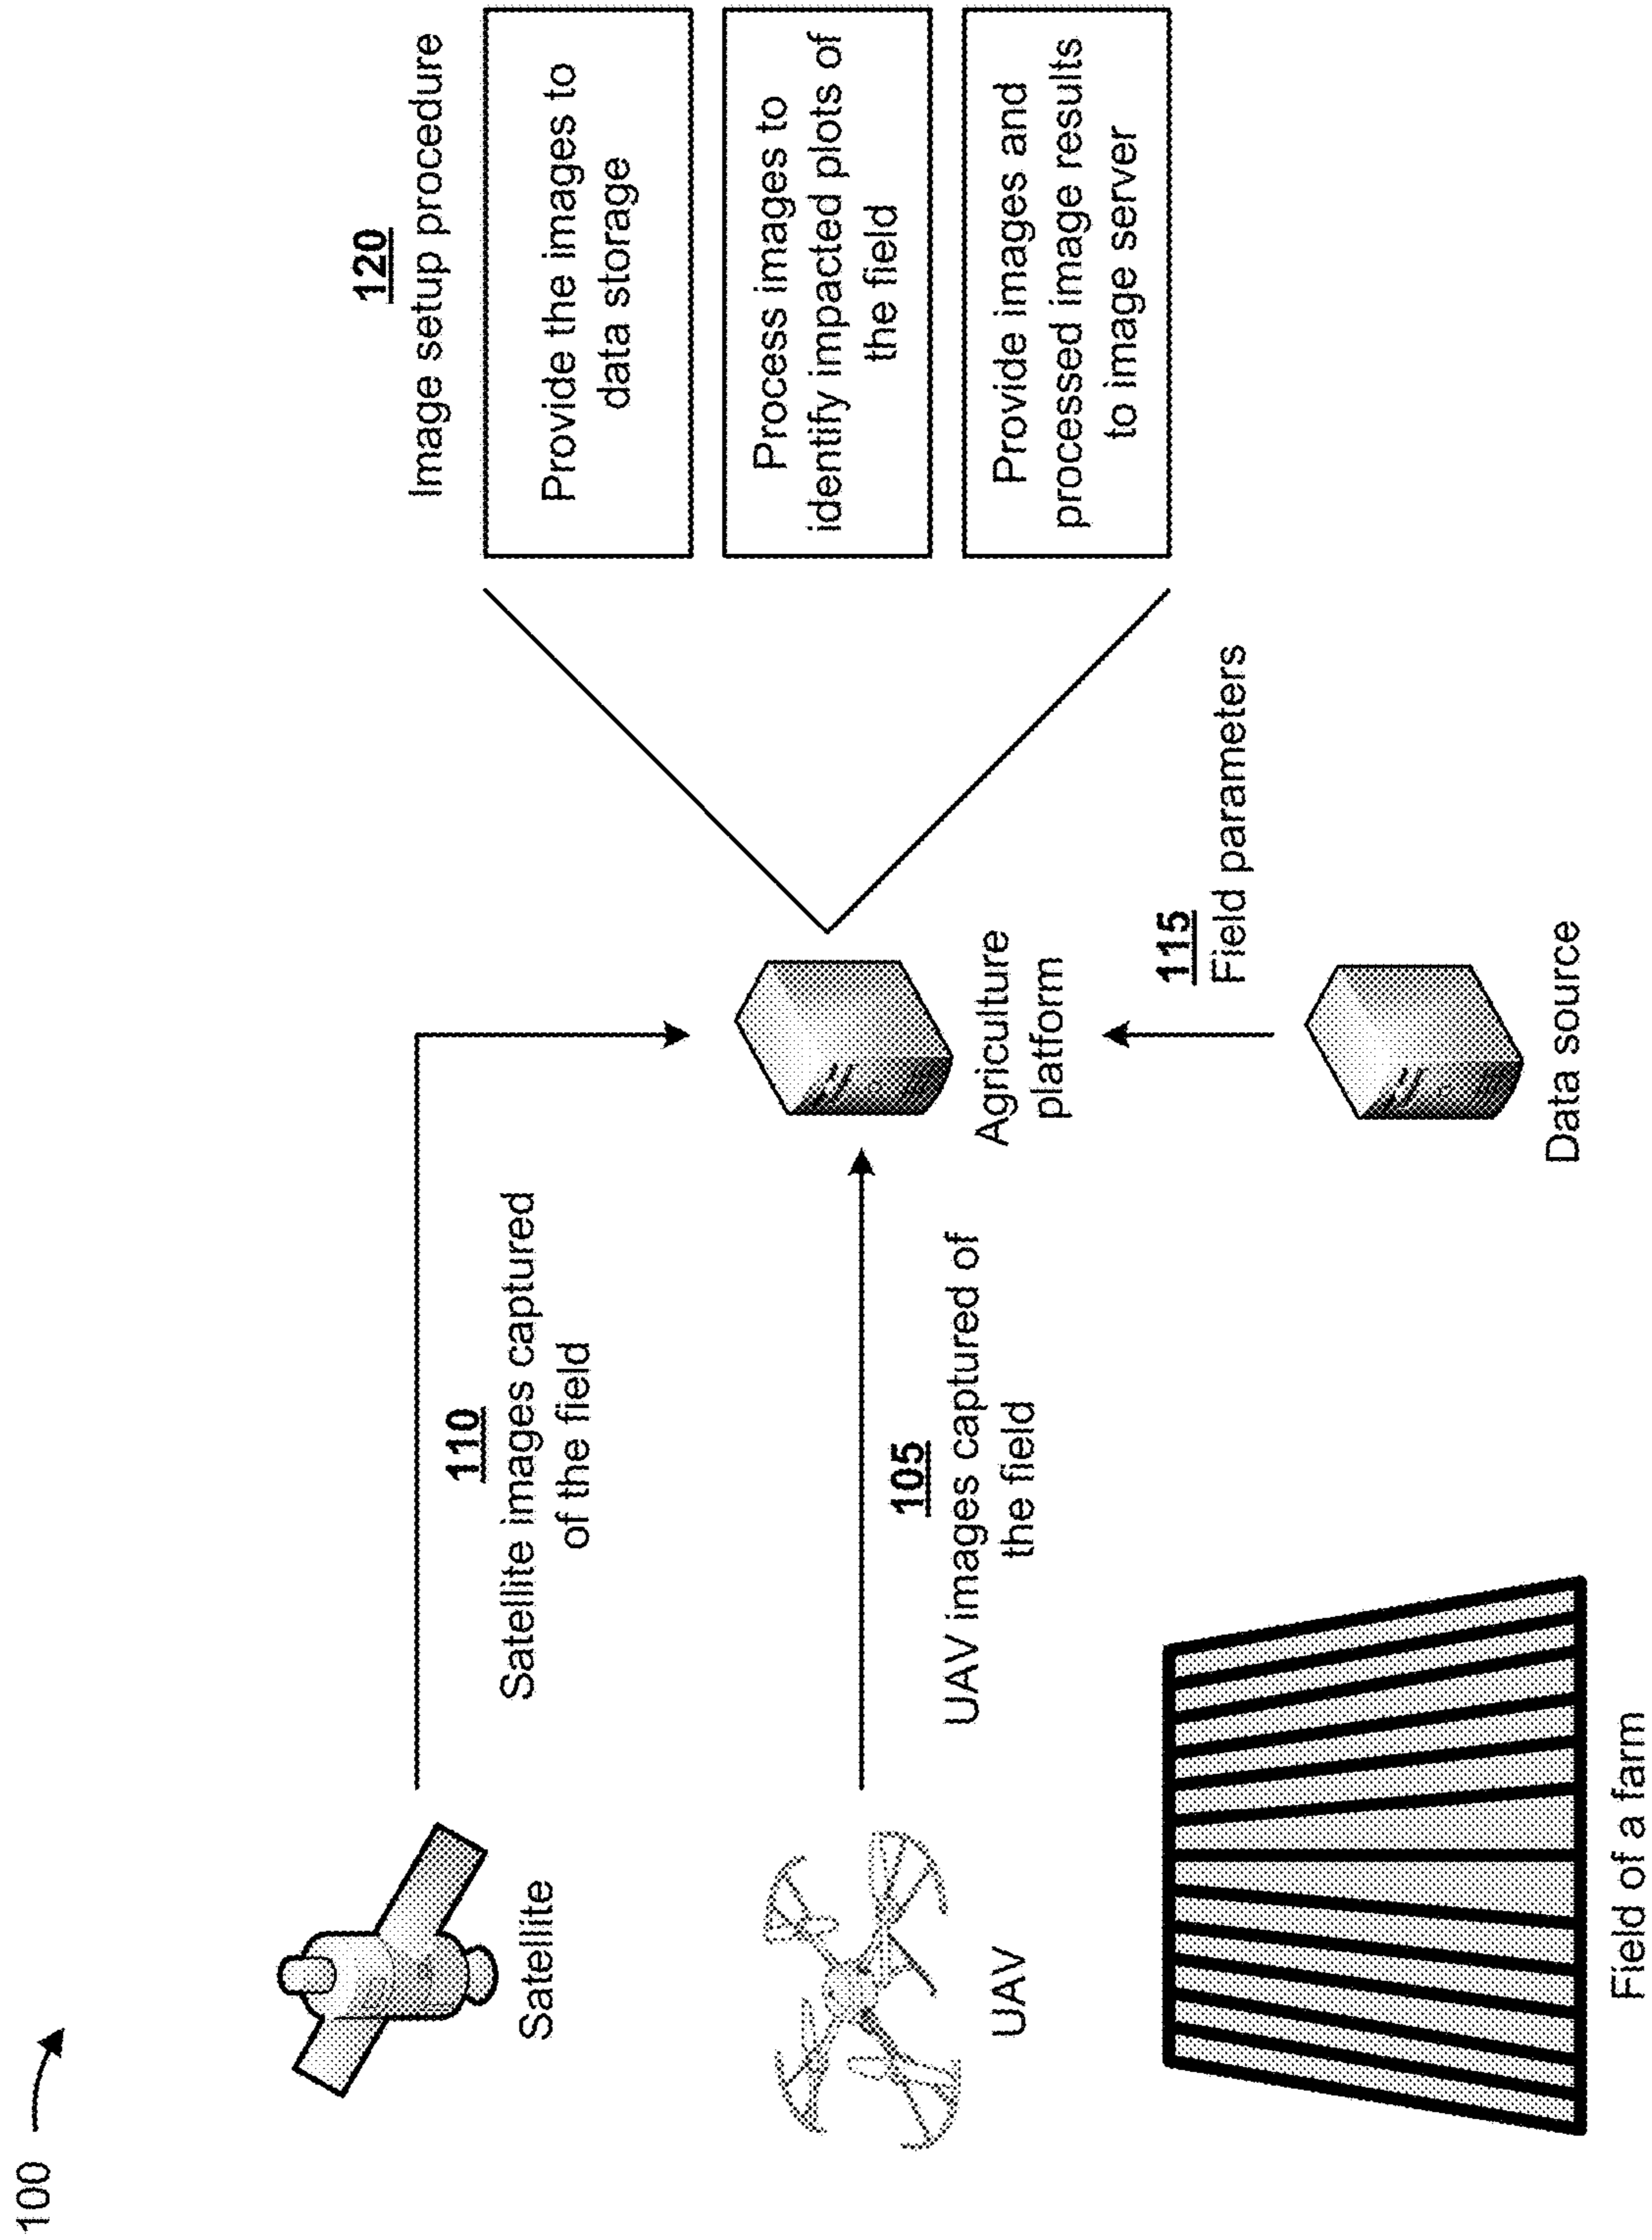 100
120
Image setup procedure
Provide the images to
data storage
Process images to
identify impacted plots of
the field
Provide images and
processed image results
to image server
110
Satellite images captured
of the field
Satellite
105
UAV images captured of
the field
UAV
Agriculture
platform
115
Field parameters
Data source
Field of a farm